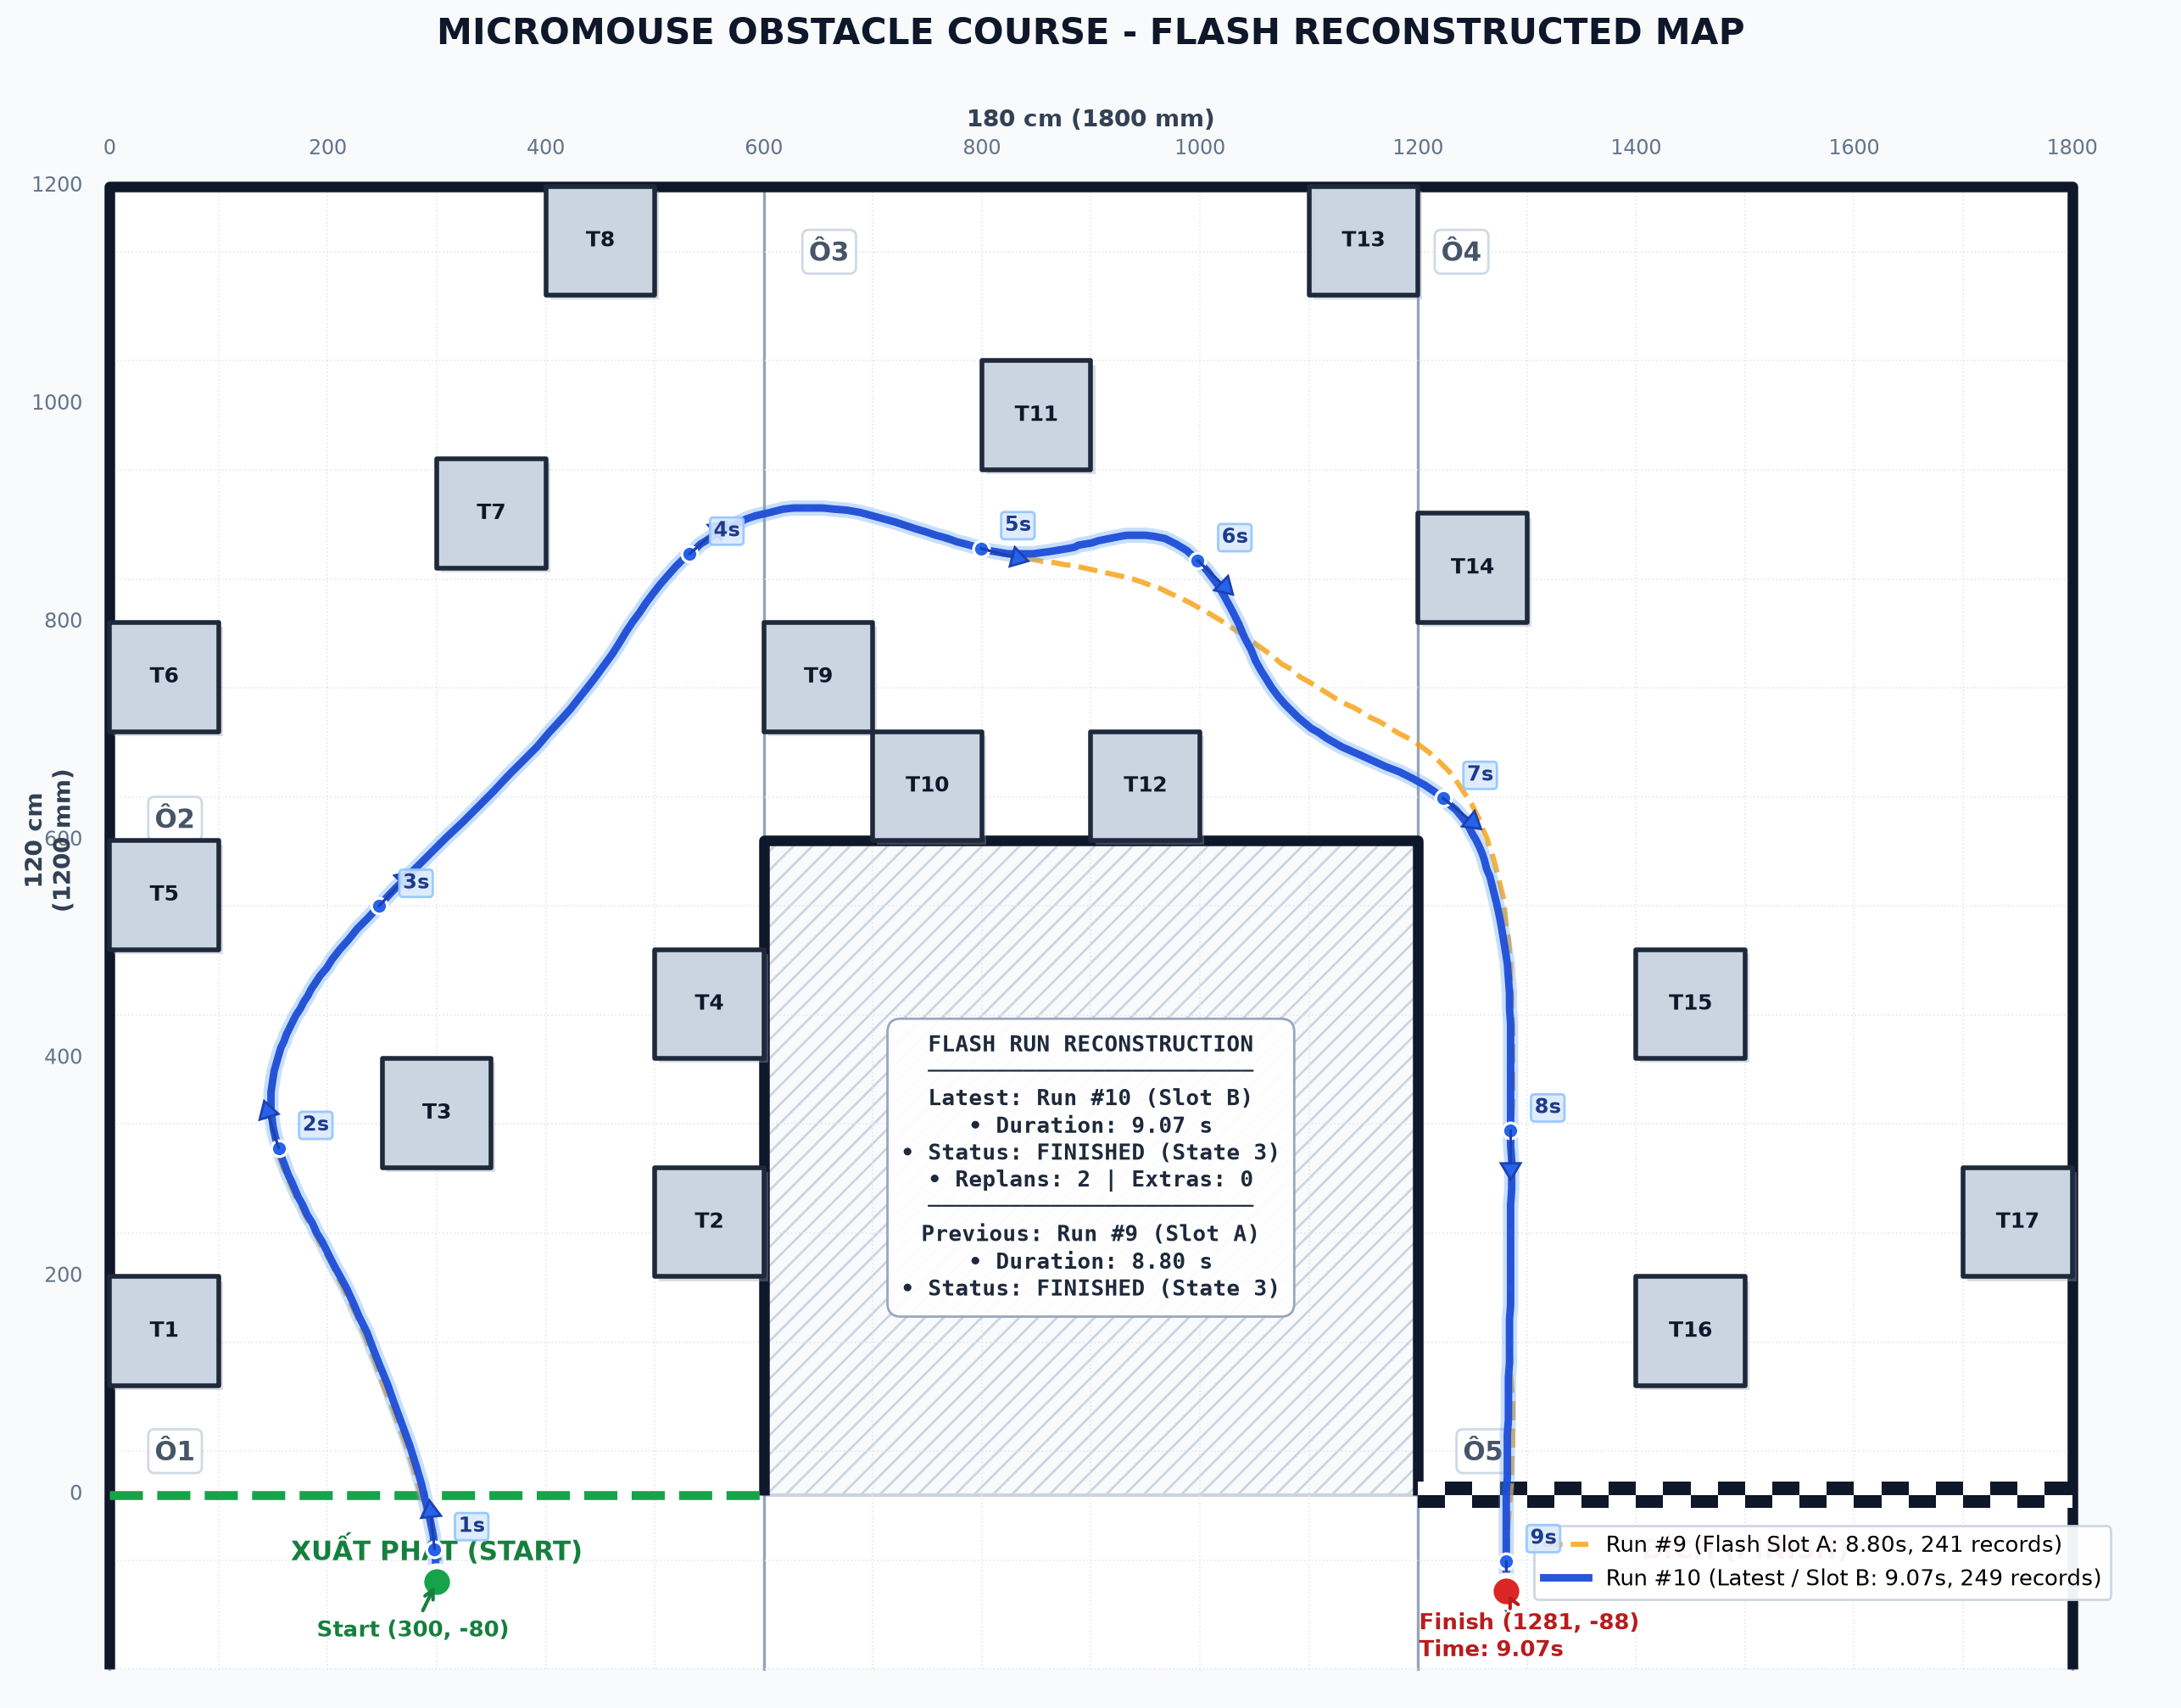 MICROMOUSE OBSTACLE COURSE - FLASH RECONSTRUCTED MAP
180 cm (1800 mm)
0 200 400 600 800 1000 1200 1400 1600 1800
1200
1000
800
600
400
200
0
120 cm
(1200 mm)
T8
T13
Ô3
Ô4
T11
T7
T14
4s
5s
6s
T6
T9
T10
T12
7s
Ô2
T5
3s
T4
T15
T3
2s
8s
T2
T17
T1
T16
FLASH RUN RECONSTRUCTION
Latest: Run #10 (Slot B)
• Duration: 9.07 s
• Status: FINISHED (State 3)
• Replans: 2 | Extras: 0
Previous: Run #9 (Slot A)
• Duration: 8.80 s
• Status: FINISHED (State 3)
Ô1
Ô5
1s
XUẤT PHÁT (START)
Start (300, -80)
9s
Run #9 (Flash Slot A: 8.80s, 241 records)
Run #10 (Latest / Slot B: 9.07s, 249 records)
Finish (1281, -88)
Time: 9.07s